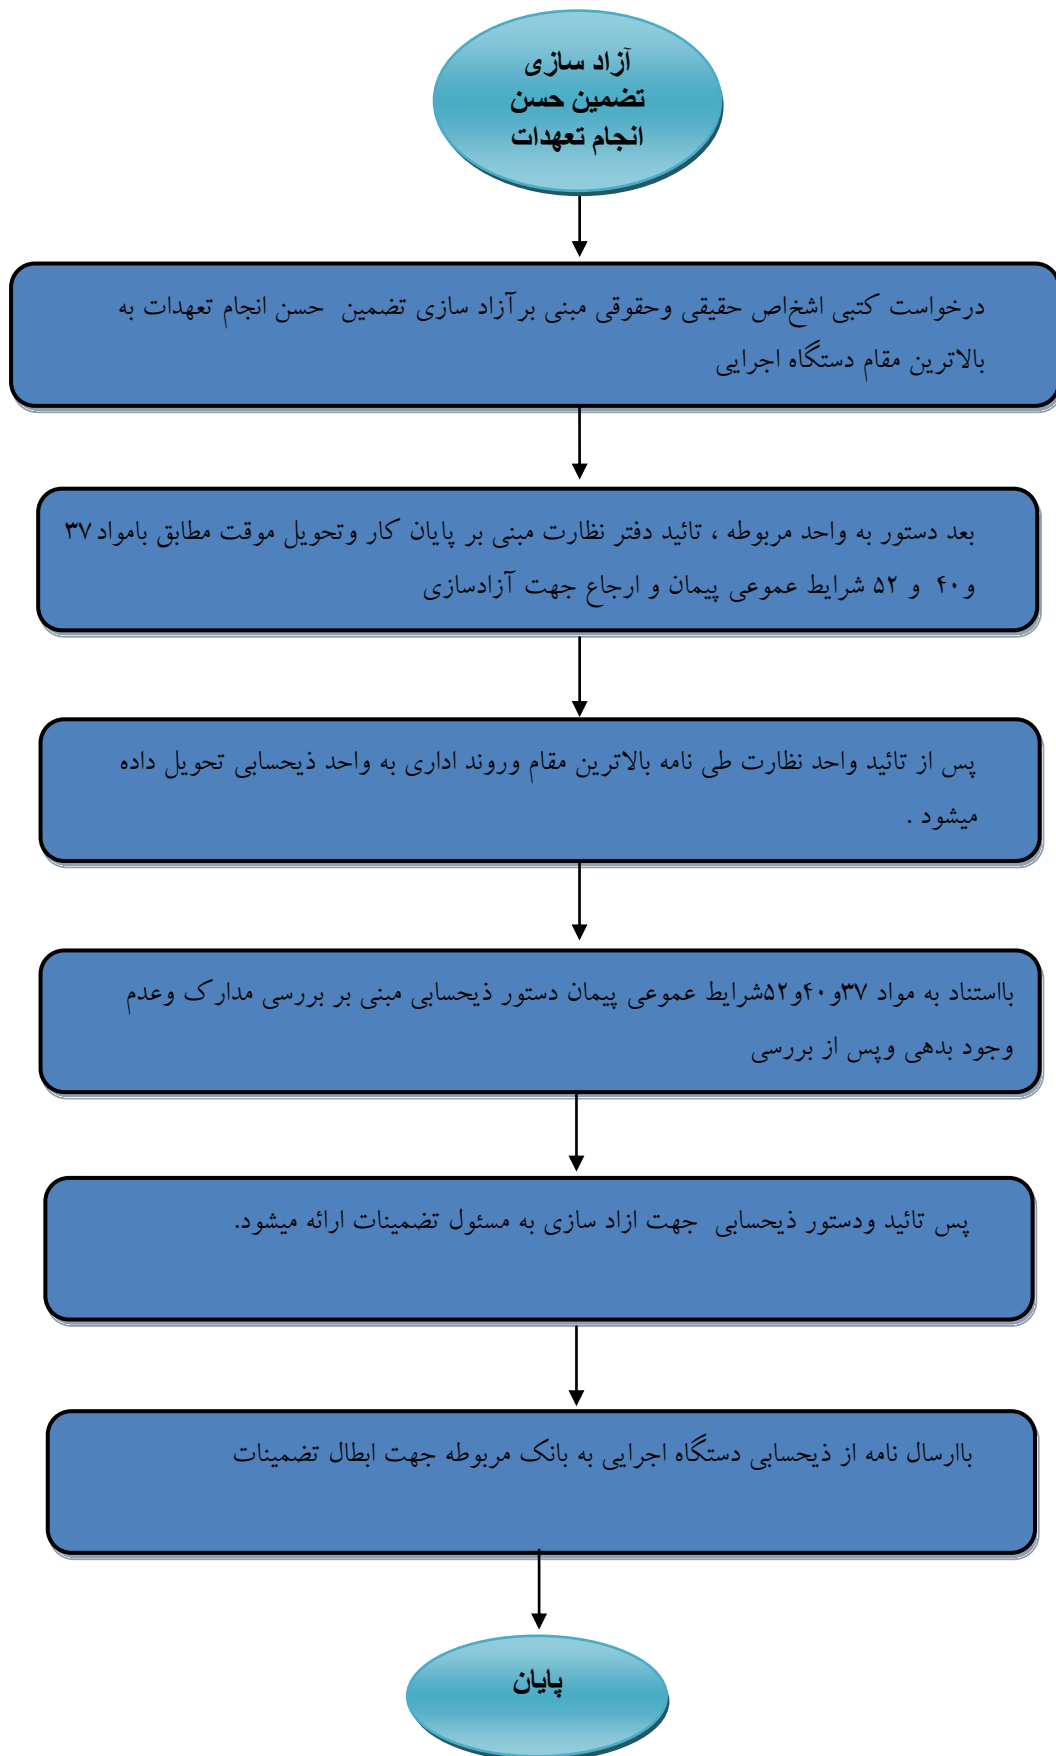 آزاد سازی
تضمین حسن
انجام تعهدات
درخواست کتبی اشخاص حقیقی وحقوقی مبنی برآزاد سازی تضمین حسن انجام تعهدات به
بالاترین مقام دستگاه اجرایی
بعد دستور به واحد مربوطه ، تائید دفتر نظارت مبنی بر پایان کار وتحویل موقت مطابق بامواد ۳۷
و۴۰ و ۵۲ شرایط عموعی پیمان و ارجاع جهت آزادسازی
پس از تائید واحد نظارت طی نامه بالاترین مقام وروند اداری به واحد ذیحسابی تحویل داده
میشود .
بااستناد به مواد ۳۷و۴۰و۵۲شرایط عموعی پیمان دستور ذیحسابی مبنی بر بررسی مدارک وعدم
وجود بدهی وپس از بررسی
پس تائید ودستور ذیحسابی جهت ازاد سازی به مسئول تضمینات ارائه میشود.
باارسال نامه از ذیحسابی دستگاه اجرایی به بانک مربوطه جهت ابطال تضمینات
پایان